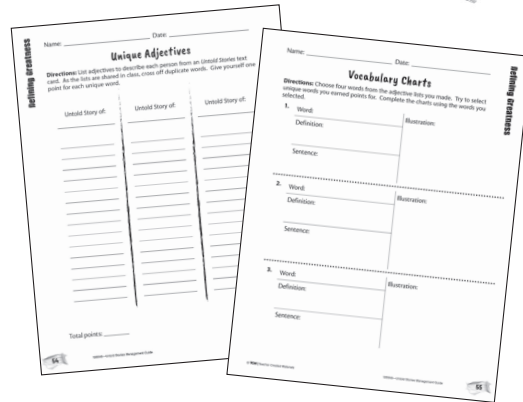 Refining Greatness
Name: Date:
Unique Adjectives
Directions: List adjectives to describe each person from an Untold Stories text
card. As the lists are shared in class, cross off duplicate words. Give yourself one
point for each unique word.
Untold Story of: Untold Story of: Untold Story of:
Total points:
54
Name: Date:
Refining Greatness
Vocabulary Charts
Directions: Choose four words from the adjective lists you made. Try to select
unique words you earned points for. Complete the charts using the words you
selected.
1. Word: Illustration:
Definition:
Sentence:
2. Word: Illustration:
Definition:
Sentence:
3. Word: Illustration:
Definition:
Sentence:
55